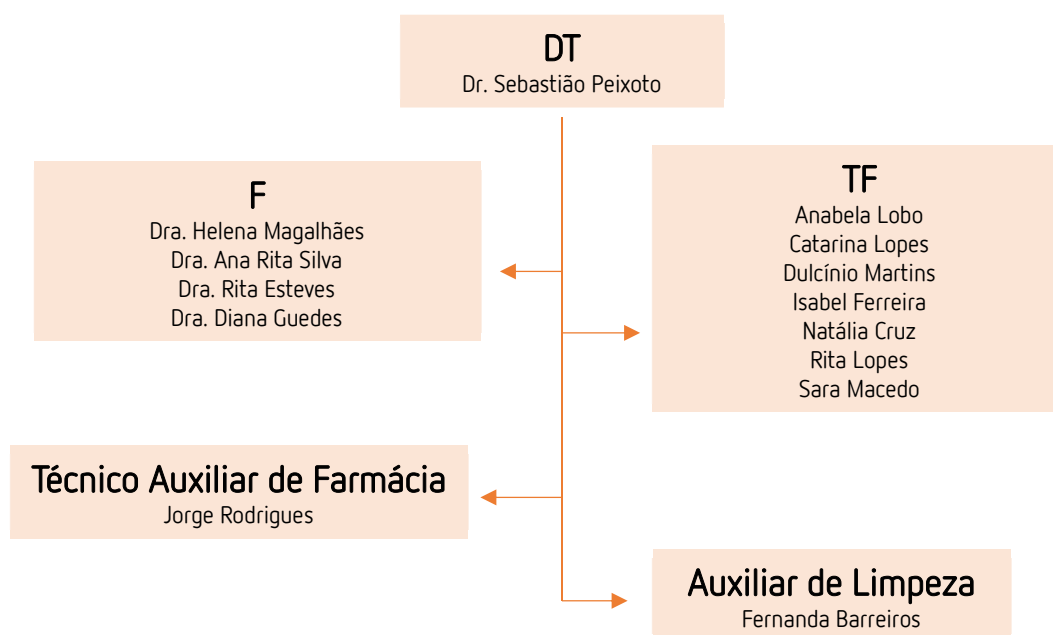 DT
Dr. Sebastião Peixoto
F
Dra. Helena Magalhães
Dra. Ana Rita Silva
Dra. Rita Esteves
Dra. Diana Guedes
TF
Anabela Lobo
Catarina Lopes
Dulcínio Martins
Isabel Ferreira
Natália Cruz
Rita Lopes
Sara Macedo
Técnico Auxiliar de Farmácia
Jorge Rodrigues
Auxiliar de Limpeza
Fernanda Barreiros